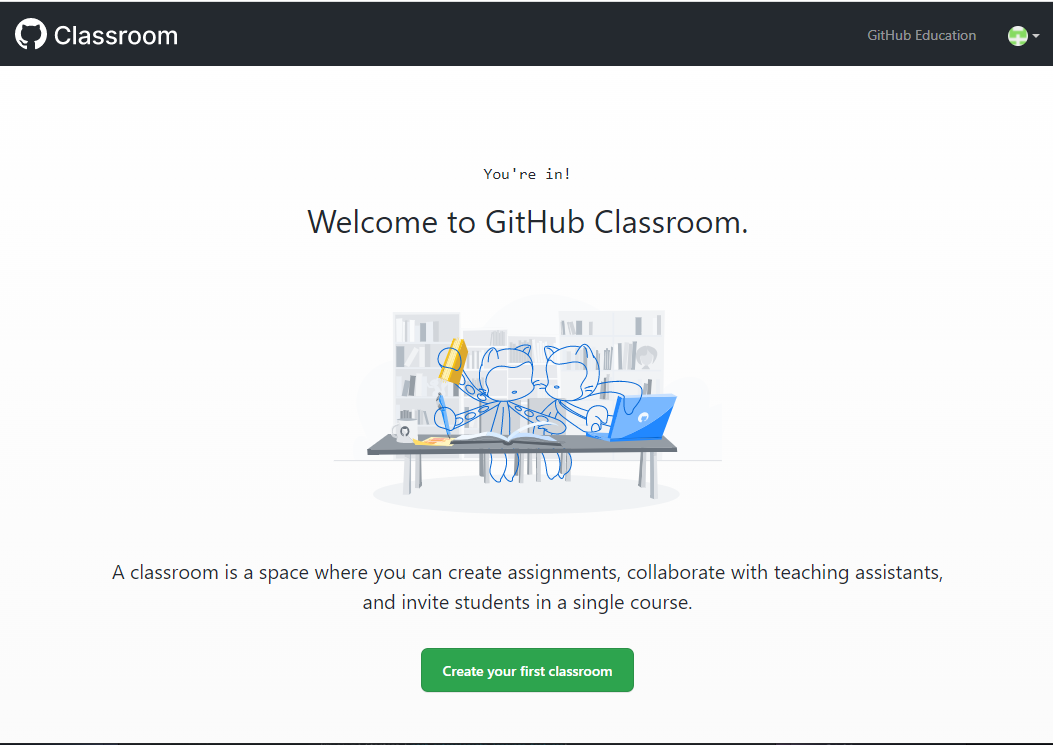 Classroom
GitHub Education
You're in!
Welcome to GitHub Classroom.
A classroom is a space where you can create assignments, collaborate with teaching assistants,
and invite students in a single course.
Create your first classroom